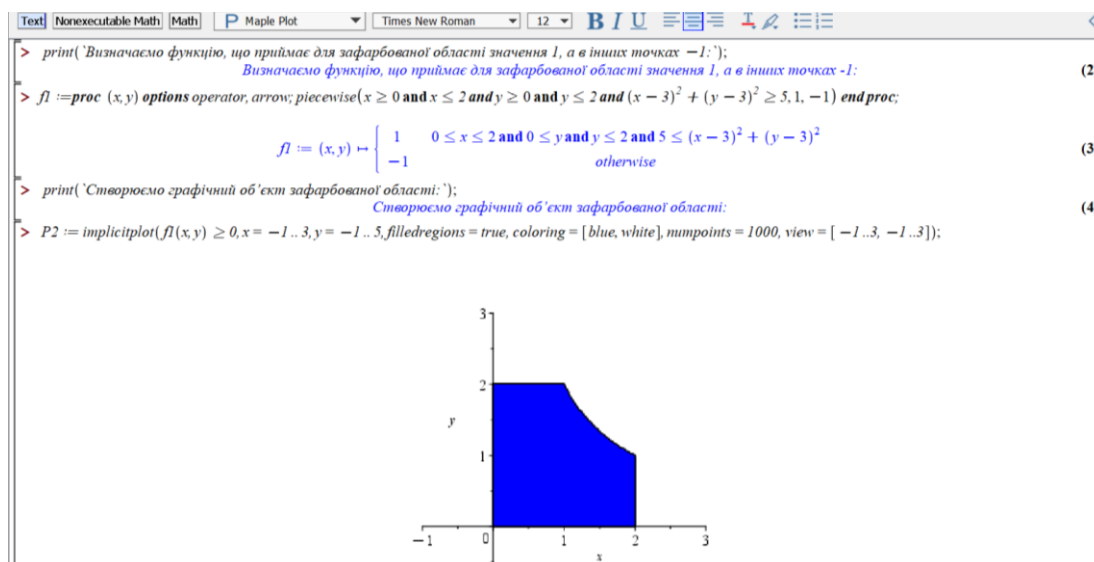 Text Nonexecutable Math Math P Maple Plot Times New Roman 12 B I U
> print(`Визначаємо функцію, що приймає для зафарбованої області значення 1, а в інших точках −1:`);
Визначаємо функцію, що приймає для зафарбованої області значення 1, а в інших точках -1:
(2
> f1 :=proc (x, y) options operator, arrow; piecewise(x ≥ 0 and x ≤ 2 and y ≥ 0 and y ≤ 2 and (x − 3)² + (y − 3)² ≥ 5, 1, −1) end proc;
f1 := (x, y) ↦ { 1 0 ≤ x ≤ 2 and 0 ≤ y and y ≤ 2 and 5 ≤ (x − 3)² + (y − 3)²
−1 otherwise
(3
> print(`Створюємо графічний об’єкт зафарбованої області:`);
Створюємо графічний об’єкт зафарбованої області:
(4
> P2 := implicitplot(f1(x, y) ≥ 0, x = −1 .. 3, y = −1 .. 5, filledregions = true, coloring = [blue, white], numpoints = 1000, view = [ −1 ..3, −1 ..3]);
3
2
y
1
−1 0 1 2 3
x